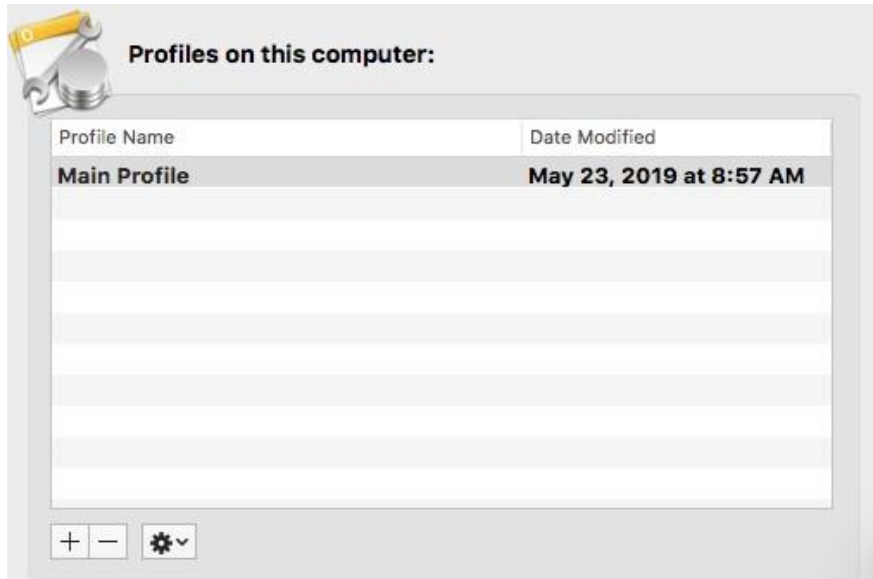 O
Profiles on this computer:
Profile Name Date Modified
Main Profile May 23, 2019 at 8:57 AM